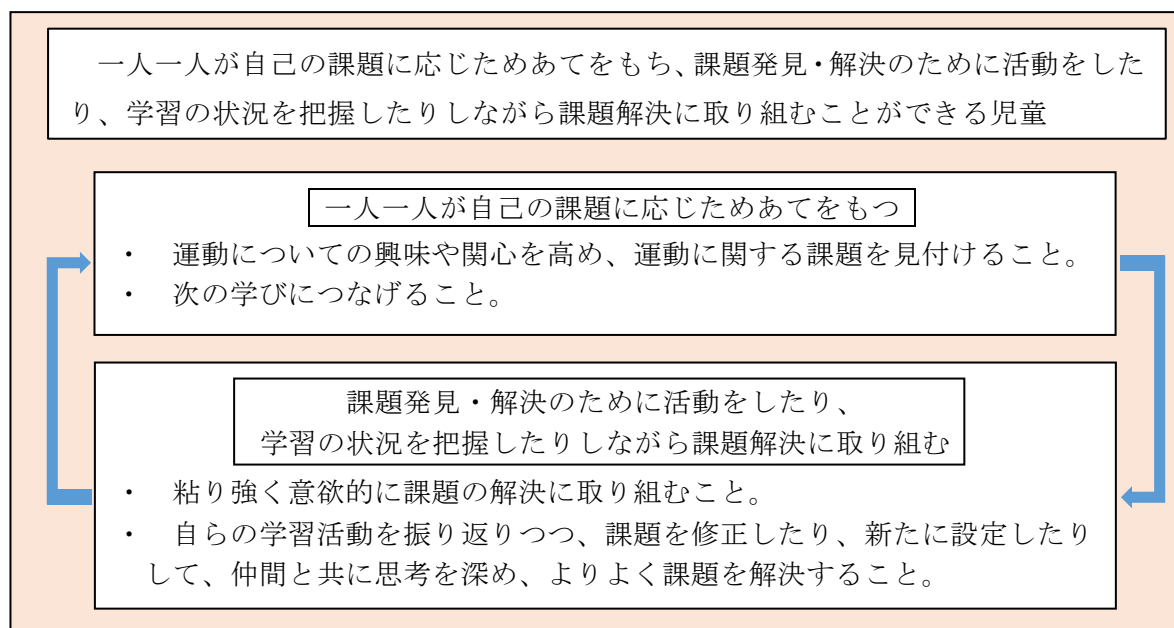 一人一人が自己の課題に応じためあてをもち、課題発見・解決のために活動をした
り、学習の状況を把握したりしながら課題解決に取り組むことができる児童
一人一人が自己の課題に応じためあてをもつ
・ 運動についての興味や関心を高め、運動に関する課題を見付けること。
・ 次の学びにつなげること。
課題発見・解決のために活動をしたり、
学習の状況を把握したりしながら課題解決に取り組む
・ 粘り強く意欲的に課題の解決に取り組むこと。
・ 自らの学習活動を振り返りつつ、課題を修正したり、新たに設定したり
して、仲間と共に思考を深め、よりよく課題を解決すること。